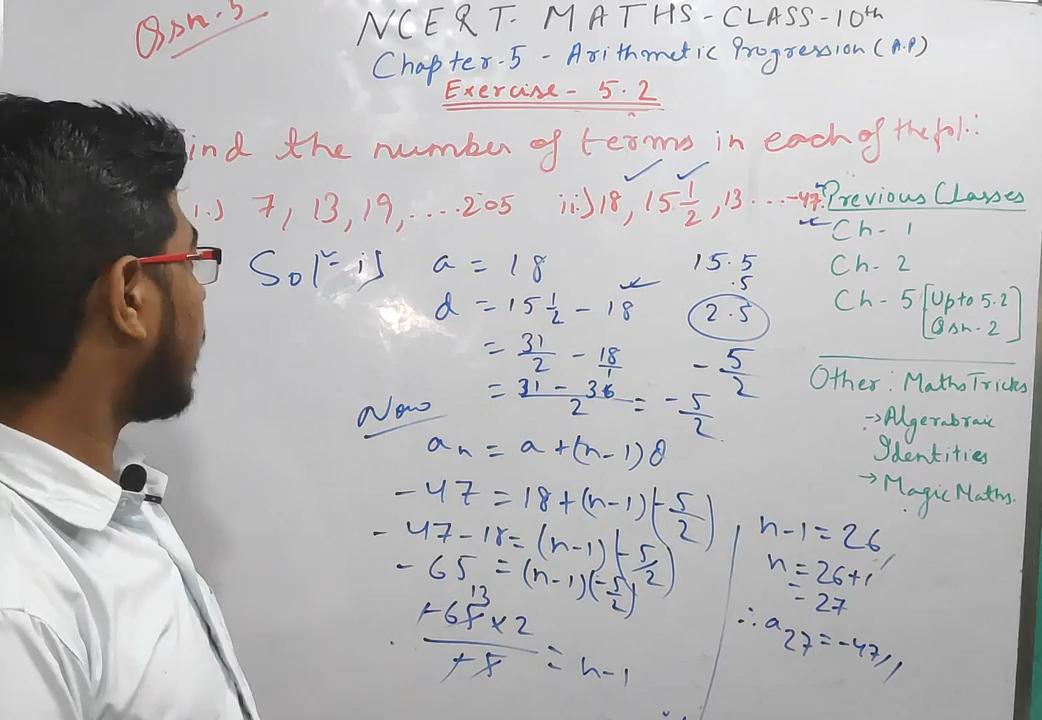 Qsn.5
NCERT MATHS - CLASS - 10th
Chapter.5 - Arithmetic Progression (A.P)
Exercise - 5.2
ind the number of terms in each of the fol.:
i.) 7, 13, 19, ....205 ii.) 18, 15 1/2, 13 ... -47.
Sol i)
a = 18
d = 15 1/2 - 18
= 31/2 - 18/1
= 31 - 36/2 = - 5/2
15.5
.5
2.5
- 5/2
Now
an = a + (n-1)d
-47 = 18 + (n-1)(-5/2)
-47-18 = (n-1)(-5/2)
-65 = (n-1)(-5/2)
13
-65 x 2/-5 = n-1
n-1 = 26
n = 26+1
= 27
∴ a27 = -47,,
Previous Classes
Ch- 1
Ch- 2
Ch- 5 [Upto 5.2 Qsn.2]
Other: Maths Tricks
→ Algerabraic
Identities
→ Magic Maths.